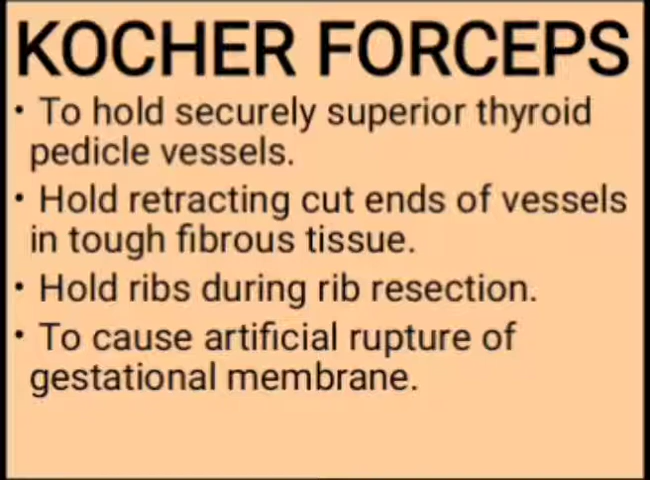 KOCHER FORCEPS
• To hold securely superior thyroid
pedicle vessels.
• Hold retracting cut ends of vessels
in tough fibrous tissue.
• Hold ribs during rib resection.
• To cause artificial rupture of
gestational membrane.